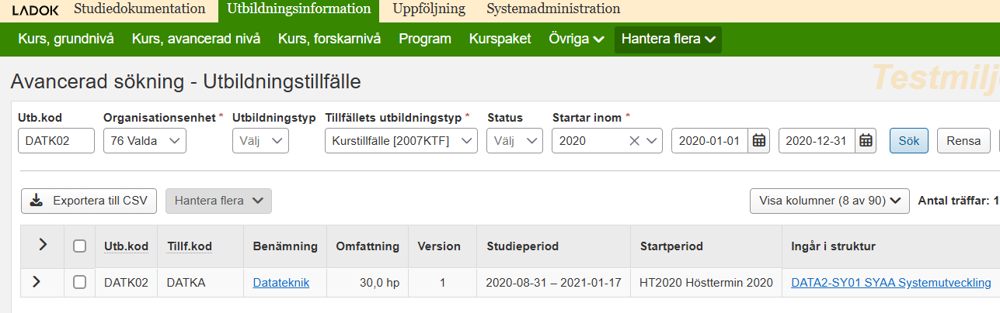 LADOK Studiedokumentation Utbildningsinformation Uppföljning Systemadministration
Kurs, grundnivå Kurs, avancerad nivå Kurs, forskarnivå Program Kurspaket Övriga Hantera flera
Avancerad sökning - Utbildningstillfälle
Testmilj
Utb.kod Organisationsenhet * Utbildningstyp Tillfällets utbildningstyp * Status Startar inom *
DATK02 76 Valda Välj Kurstillfälle [2007KTF] Välj 2020 2020-01-01 2020-12-31 Sök Rensa
Exportera till CSV Hantera flera Visa kolumner (8 av 90) Antal träffar: 1
Utb.kod Tillf.kod Benämning Omfattning Version Studieperiod Startperiod Ingår i struktur
DATK02 DATKA Datateknik 30,0 hp 1 2020-08-31 – 2021-01-17 HT2020 Hösttermin 2020 DATA2-SY01 SYAA Systemutveckling